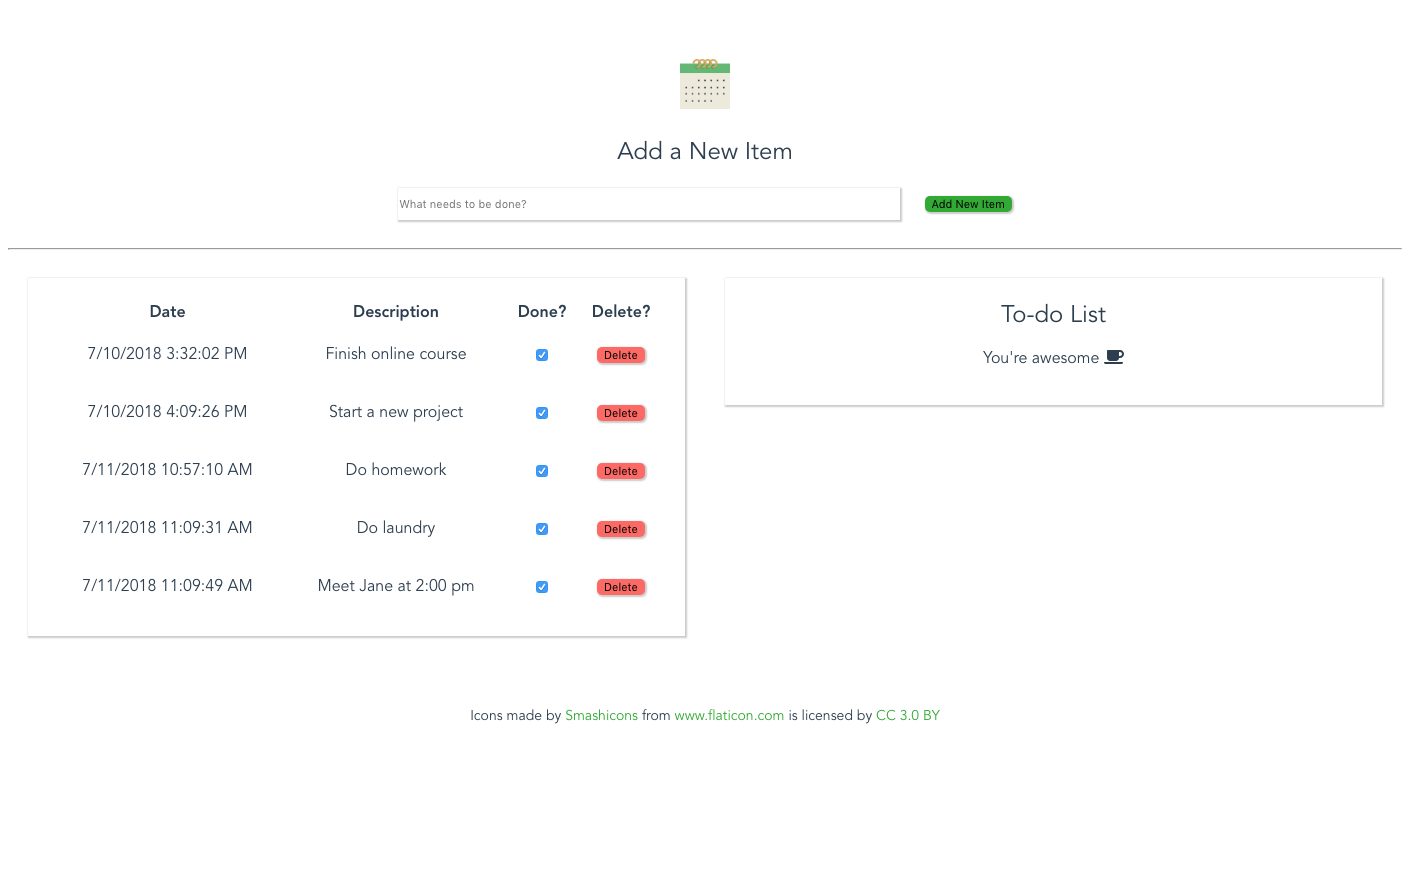 Add a New Item
What needs to be done? Add New Item
Date Description Done? Delete?
7/10/2018 3:32:02 PM Finish online course Delete
7/10/2018 4:09:26 PM Start a new project Delete
7/11/2018 10:57:10 AM Do homework Delete
7/11/2018 11:09:31 AM Do laundry Delete
7/11/2018 11:09:49 AM Meet Jane at 2:00 pm Delete
To-do List
You're awesome
Icons made by Smashicons from www.flaticon.com is licensed by CC 3.0 BY